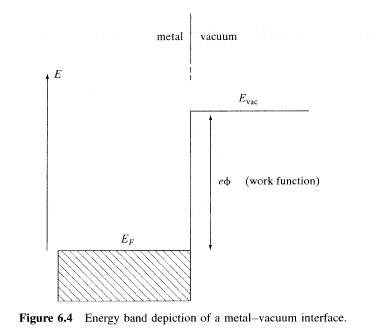 metal vacuum
E
E_vac
eϕ (work function)
E_F
Figure 6.4 Energy band depiction of a metal–vacuum interface.